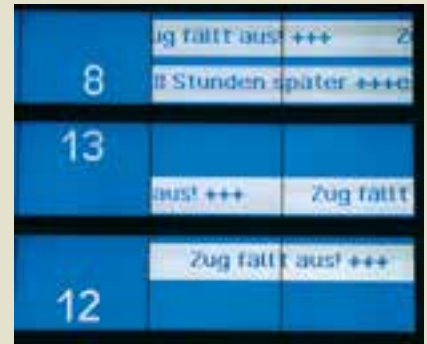 ug fällt aus! +++ Z
8 Stunden später +++
13
aus! +++ Zug fällt
Zug fällt aus! +++
12